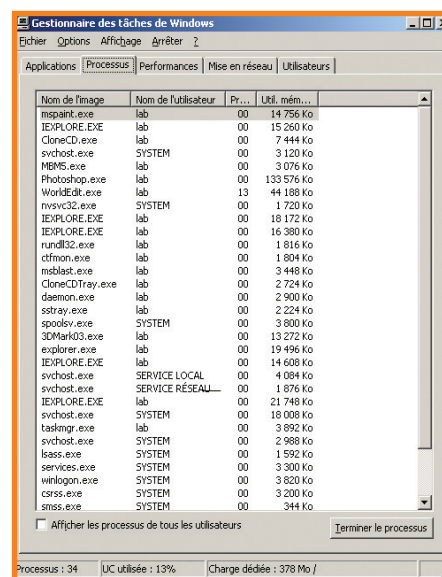 Gestionnaire des tâches de Windows
Fichier Options Affichage Arrêter ?
Applications Processus Performances Mise en réseau Utilisateurs
Nom de l'image Nom de l'utilisateur Pr... Util. mém...
mspaint.exe lab 00 14 756 Ko
IEXPLORE.EXE lab 00 15 260 Ko
CloneCD.exe lab 00 7 444 Ko
svchost.exe SYSTEM 00 3 120 Ko
MBM5.exe lab 00 3 076 Ko
Photoshop.exe lab 00 133 576 Ko
WorldEdit.exe lab 13 44 188 Ko
nvsvc32.exe SYSTEM 00 1 720 Ko
IEXPLORE.EXE lab 00 18 172 Ko
IEXPLORE.EXE lab 00 16 380 Ko
rundll32.exe lab 00 1 816 Ko
ctfmon.exe lab 00 1 804 Ko
msblast.exe lab 00 3 448 Ko
CloneCDTray.exe lab 00 2 724 Ko
daemon.exe lab 00 2 900 Ko
sstray.exe lab 00 2 224 Ko
spoolsv.exe SYSTEM 00 3 800 Ko
3DMark03.exe lab 00 13 272 Ko
explorer.exe lab 00 19 496 Ko
IEXPLORE.EXE lab 00 14 608 Ko
svchost.exe SERVICE LOCAL 00 4 084 Ko
svchost.exe SERVICE RÉSEAU 00 1 876 Ko
IEXPLORE.EXE lab 00 21 748 Ko
svchost.exe SYSTEM 00 18 008 Ko
taskmgr.exe lab 00 3 892 Ko
svchost.exe SYSTEM 00 2 988 Ko
lsass.exe SYSTEM 00 1 592 Ko
services.exe SYSTEM 00 3 300 Ko
winlogon.exe SYSTEM 00 3 820 Ko
csrss.exe SYSTEM 00 3 200 Ko
smss.exe SYSTEM 00 344 Ko
Afficher les processus de tous les utilisateurs Terminer le processus
Processus : 34 UC utilisée : 13% Charge dédiée : 378 Mo /